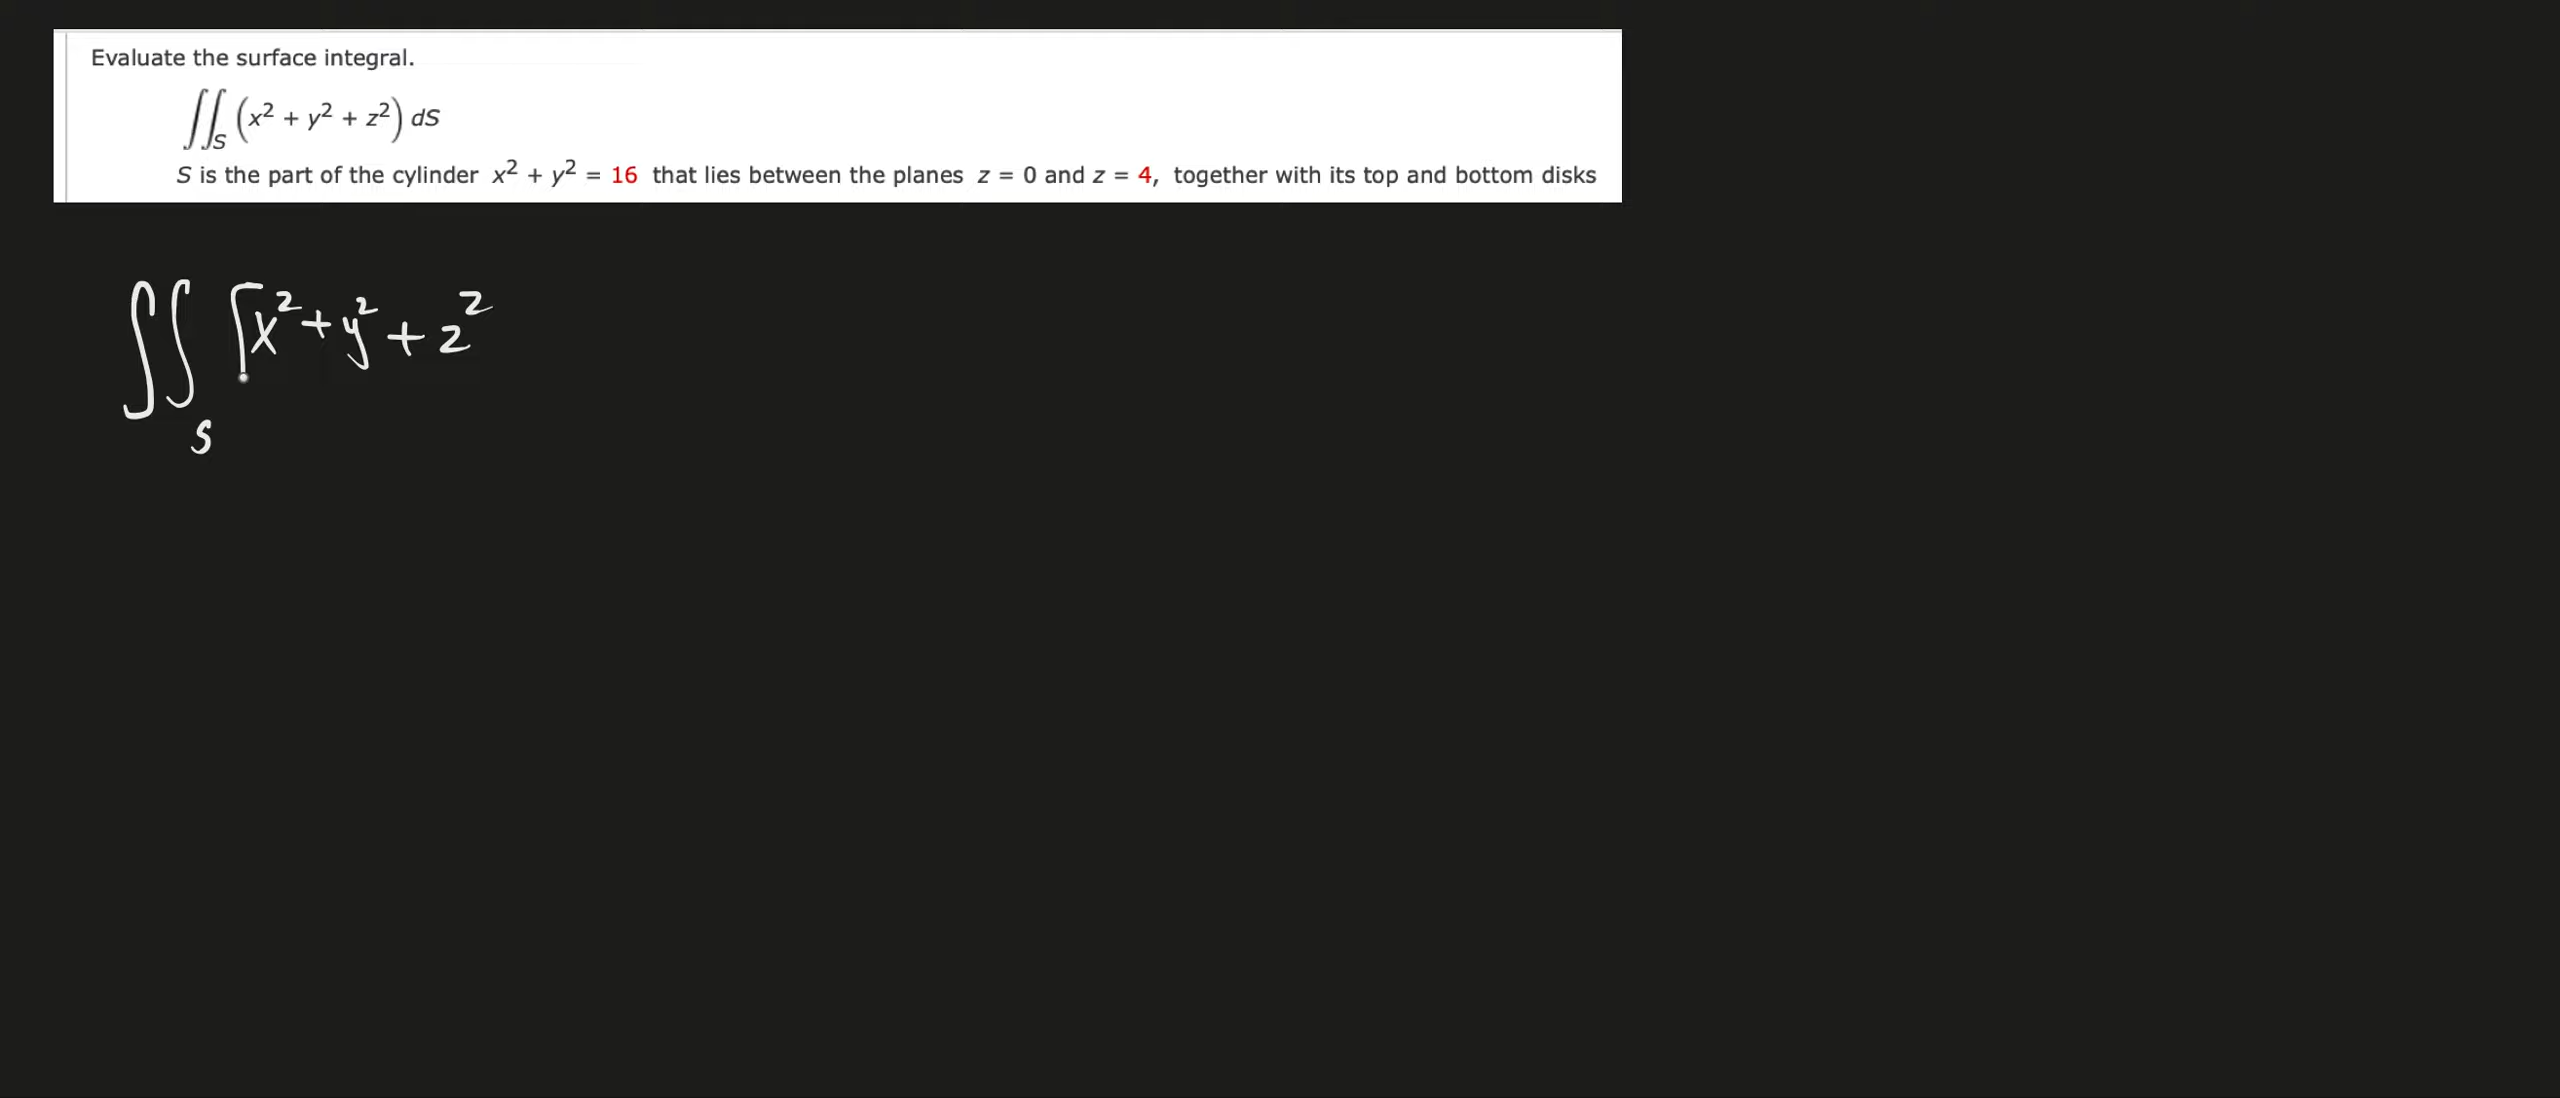 Evaluate the surface integral.
∬_S (x² + y² + z²) dS
S is the part of the cylinder x² + y² = 16 that lies between the planes z = 0 and z = 4, together with its top and bottom disks
∬_S [x² + y² + z²